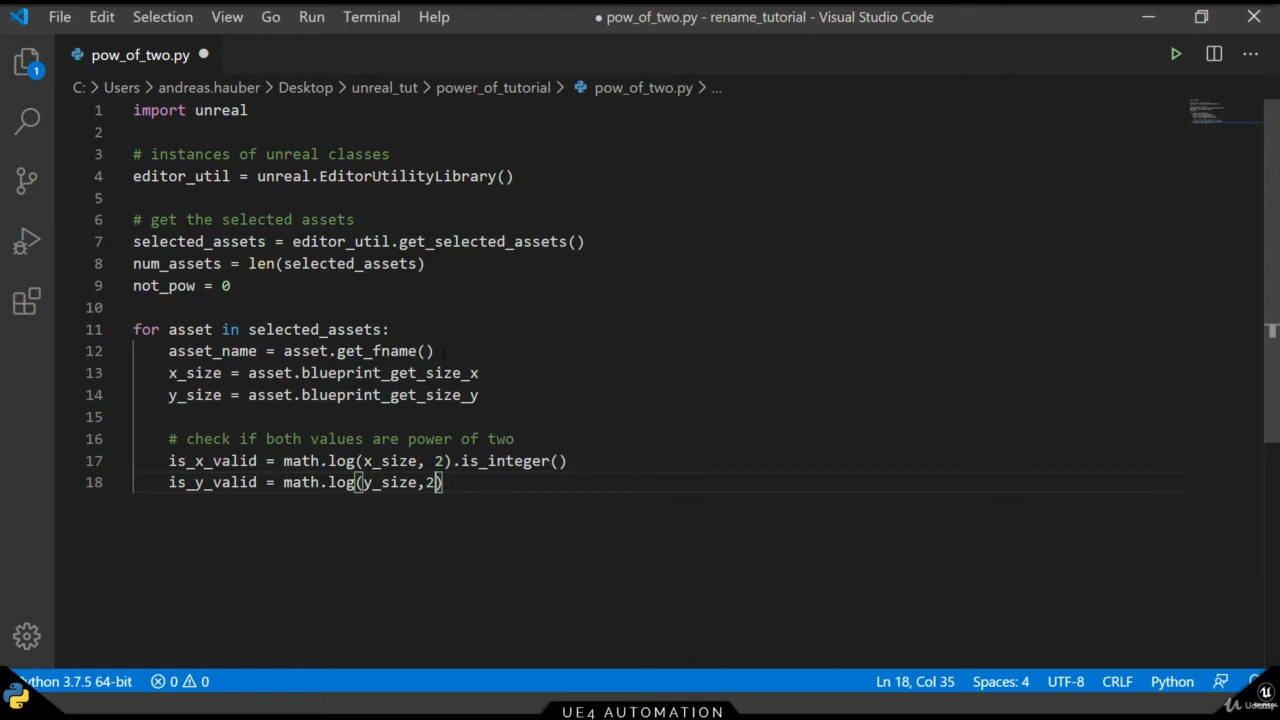 File Edit Selection View Go Run Terminal Help
● pow_of_two.py - rename_tutorial - Visual Studio Code
1
pow_of_two.py
C: > Users > andreas.hauber > Desktop > unreal_tut > power_of_tutorial > pow_of_two.py > ...
1 import unreal
2
3 # instances of unreal classes
4 editor_util = unreal.EditorUtilityLibrary()
5
6 # get the selected assets
7 selected_assets = editor_util.get_selected_assets()
8 num_assets = len(selected_assets)
9 not_pow = 0
10
11 for asset in selected_assets:
12 asset_name = asset.get_fname()
13 x_size = asset.blueprint_get_size_x
14 y_size = asset.blueprint_get_size_y
15
16 # check if both values are power of two
17 is_x_valid = math.log(x_size, 2).is_integer()
18 is_y_valid = math.log(y_size,2)
ython 3.7.5 64-bit 0 0 Ln 18, Col 35 Spaces: 4 UTF-8 CRLF Python
UE4 AUTOMATION